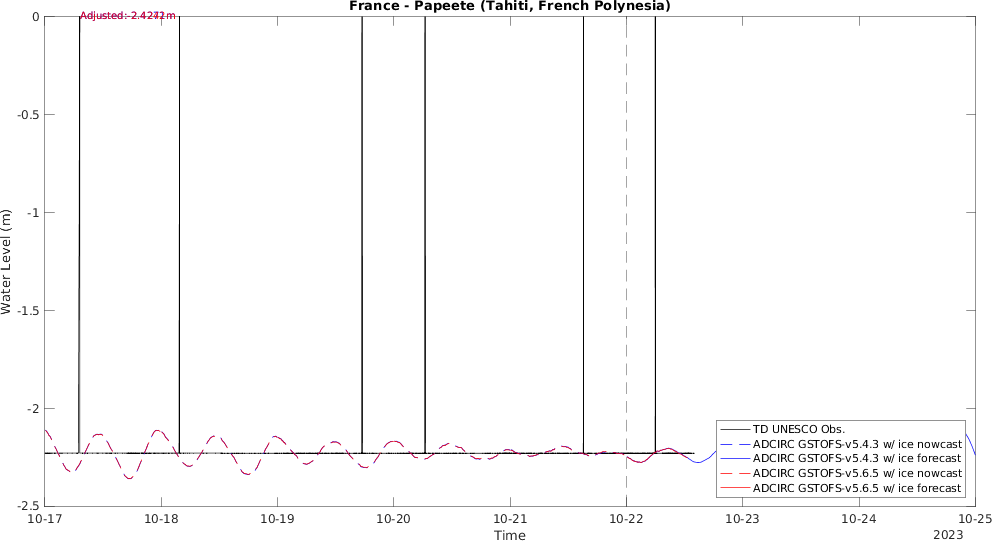 France - Papeete (Tahiti, French Polynesia)
Adjusted:
0
-0.5
-1
-1.5
-2
-2.5
Water Level (m)
10-17 10-18 10-19 10-20 10-21 10-22 10-23 10-24 10-25
Time
2023
TD UNESCO Obs.
ADCIRC GSTOFS-v5.4.3 w/ ice nowcast
ADCIRC GSTOFS-v5.4.3 w/ ice forecast
ADCIRC GSTOFS-v5.6.5 w/ ice nowcast
ADCIRC GSTOFS-v5.6.5 w/ ice forecast